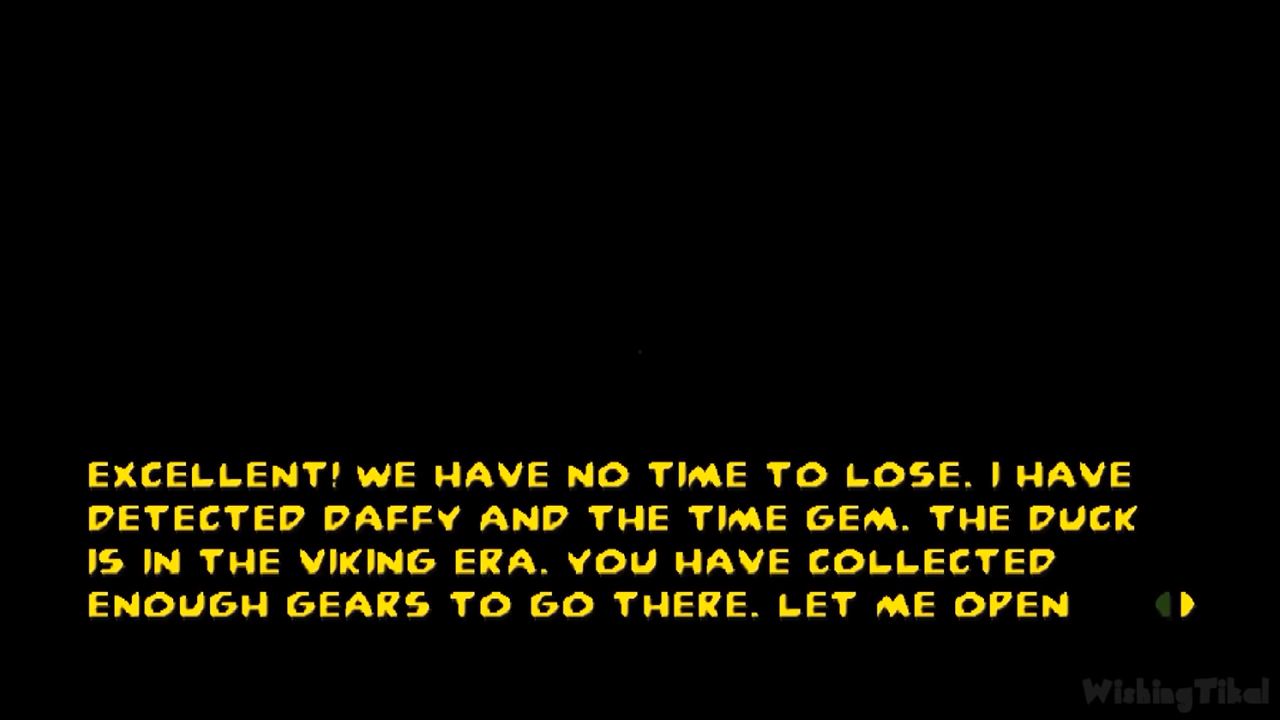 EXCELLENT! WE HAVE NO TIME TO LOSE. I HAVE
DETECTED DAFFY AND THE TIME GEM. THE DUCK
IS IN THE VIKING ERA. YOU HAVE COLLECTED
ENOUGH GEARS TO GO THERE. LET ME OPEN
WishingTikal